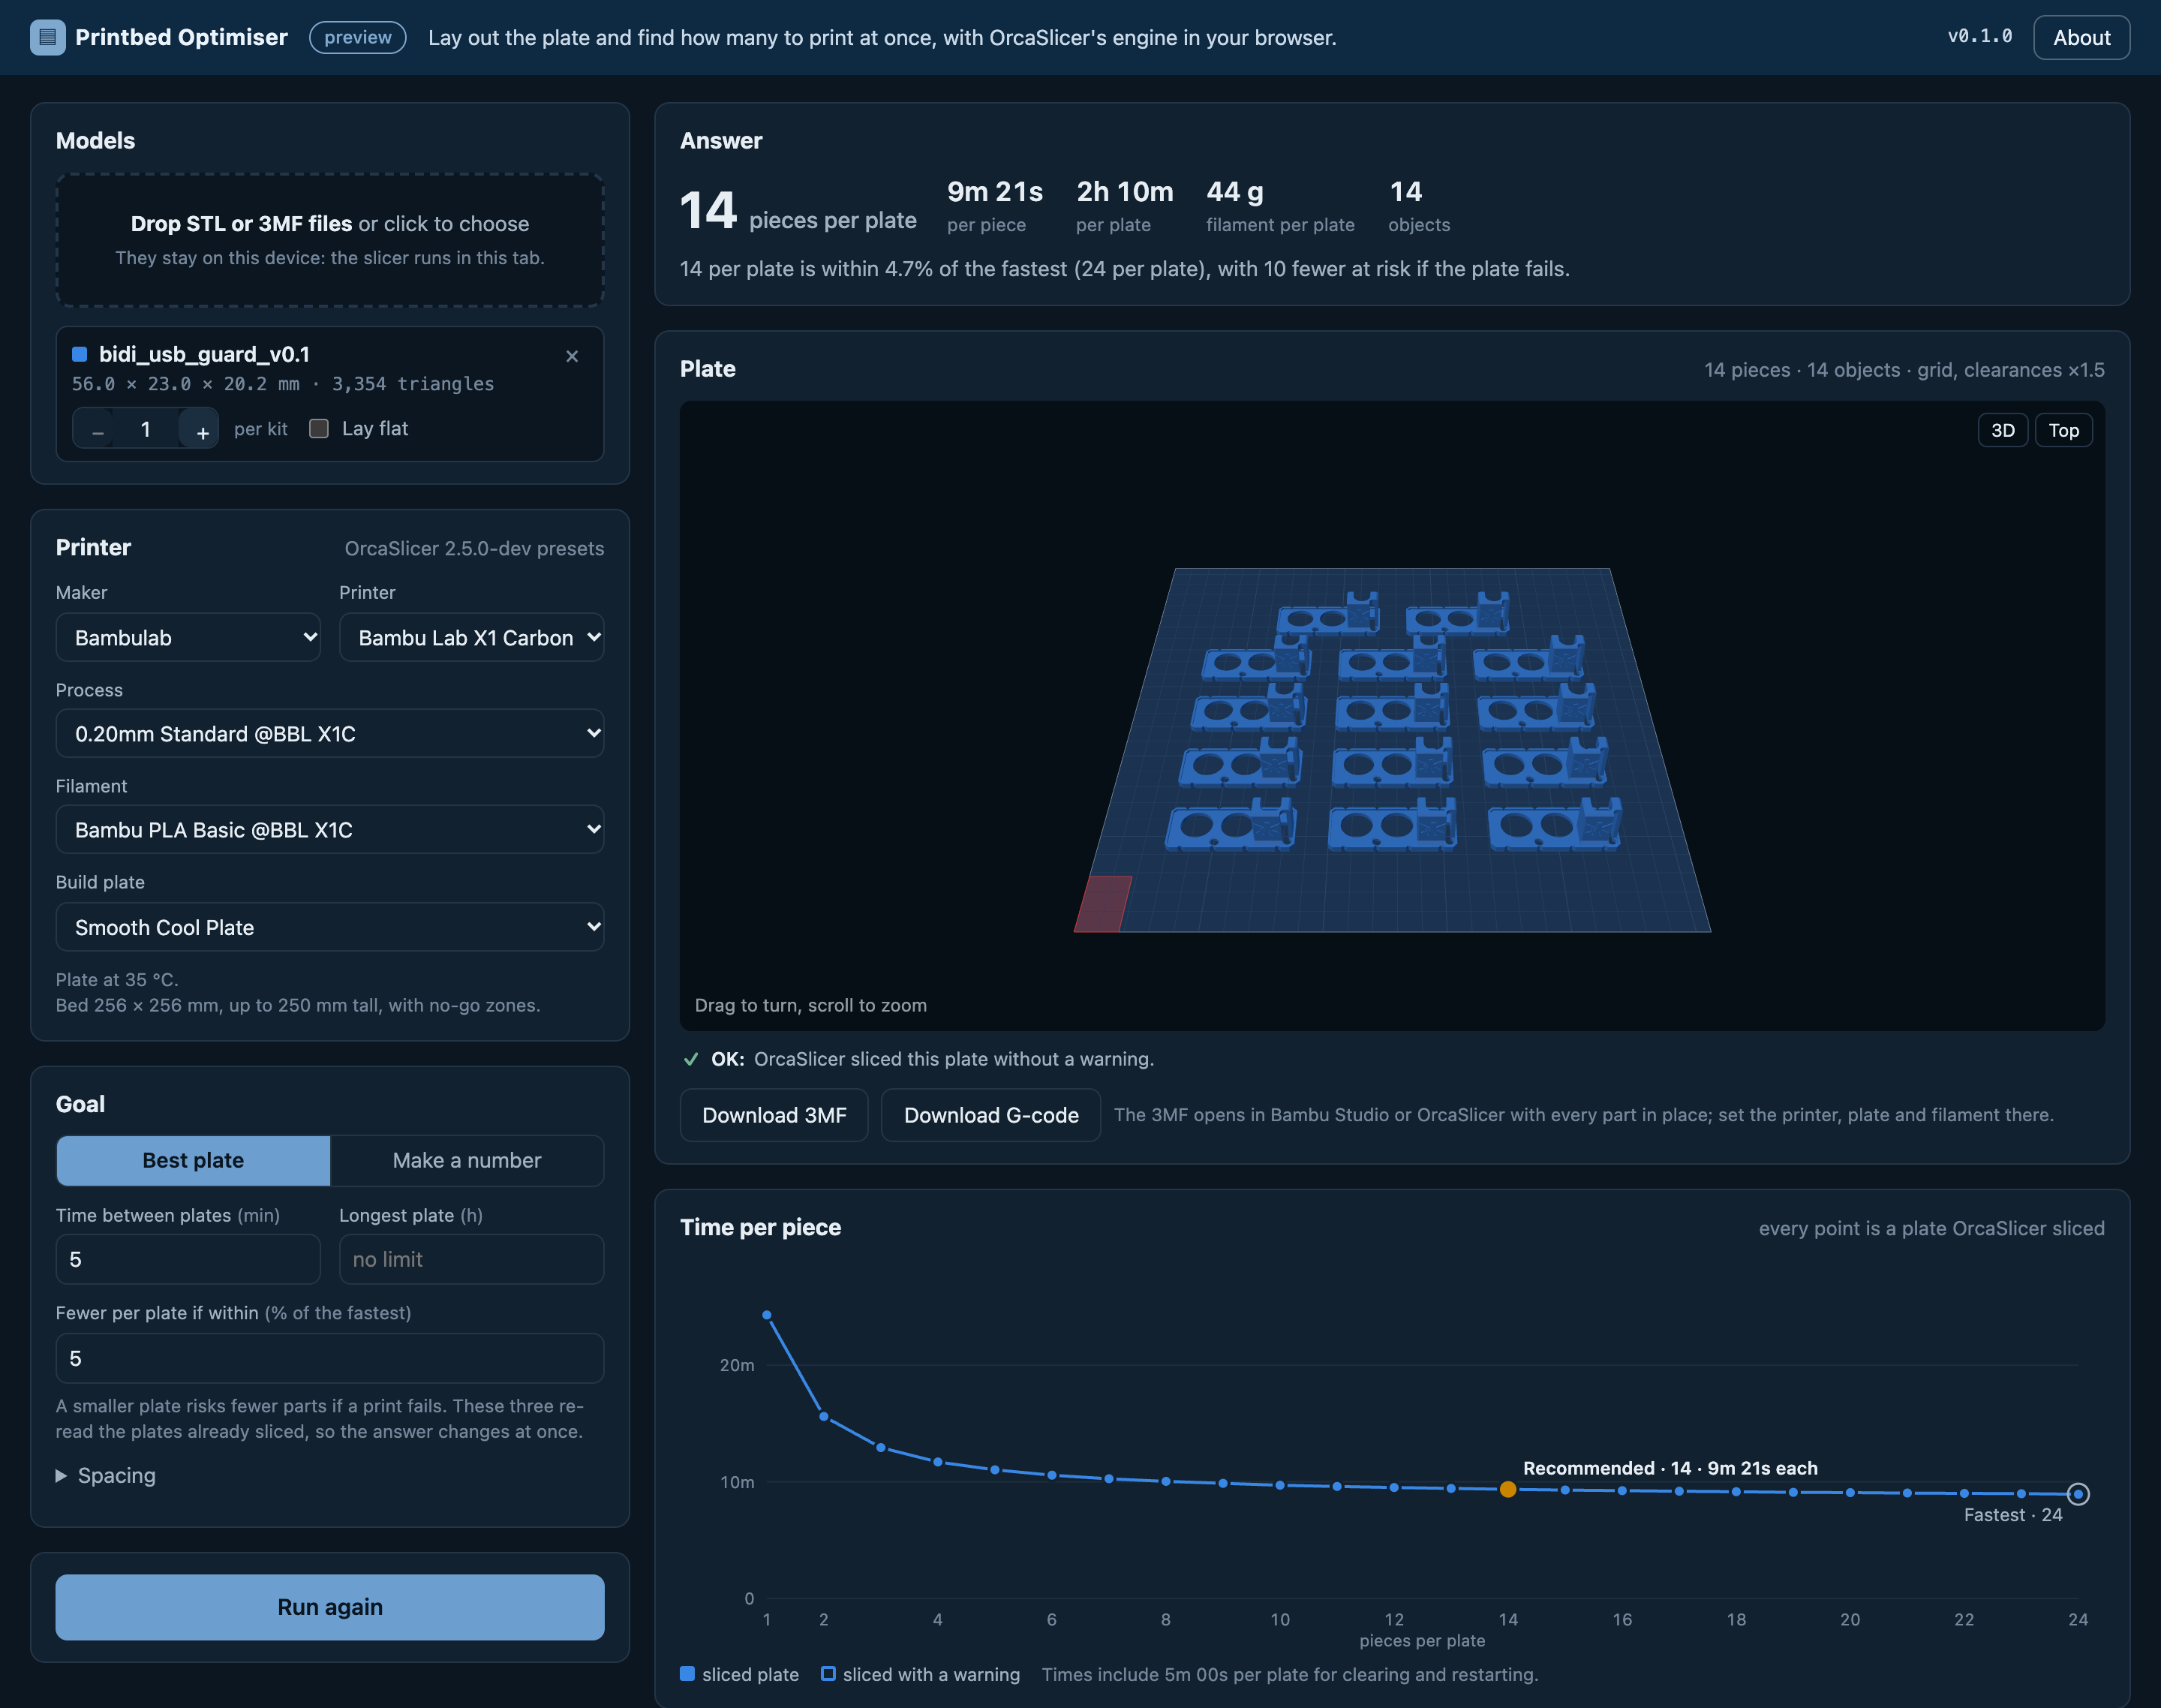 Printbed Optimiser
preview
Lay out the plate and find how many to print at once, with OrcaSlicer's engine in your browser.
v0.1.0
About
Models
Drop STL or 3MF files or click to choose
They stay on this device: the slicer runs in this tab.
bidi_usb_guard_v0.1
×
56.0 × 23.0 × 20.2 mm · 3,354 triangles
− 1 + per kit Lay flat
Printer
OrcaSlicer 2.5.0-dev presets
Maker
Printer
Bambulab
Bambu Lab X1 Carbon
Process
0.20mm Standard @BBL X1C
Filament
Bambu PLA Basic @BBL X1C
Build plate
Smooth Cool Plate
Plate at 35 °C.
Bed 256 × 256 mm, up to 250 mm tall, with no-go zones.
Goal
Best plate
Make a number
Time between plates (min)
Longest plate (h)
5
no limit
Fewer per plate if within (% of the fastest)
5
A smaller plate risks fewer parts if a print fails. These three re-
read the plates already sliced, so the answer changes at once.
Spacing
Run again
Answer
14 pieces per plate
9m 21s
per piece
2h 10m
per plate
44 g
filament per plate
14
objects
14 per plate is within 4.7% of the fastest (24 per plate), with 10 fewer at risk if the plate fails.
Plate
14 pieces · 14 objects · grid, clearances ×1.5
3D
Top
Drag to turn, scroll to zoom
OK: OrcaSlicer sliced this plate without a warning.
Download 3MF
Download G-code
The 3MF opens in Bambu Studio or OrcaSlicer with every part in place; set the printer, plate and filament there.
Time per piece
every point is a plate OrcaSlicer sliced
20m
10m
0
Recommended · 14 · 9m 21s each
Fastest · 24
1 2 4 6 8 10 12 14 16 18 20 22 24
pieces per plate
sliced plate
sliced with a warning
Times include 5m 00s per plate for clearing and restarting.